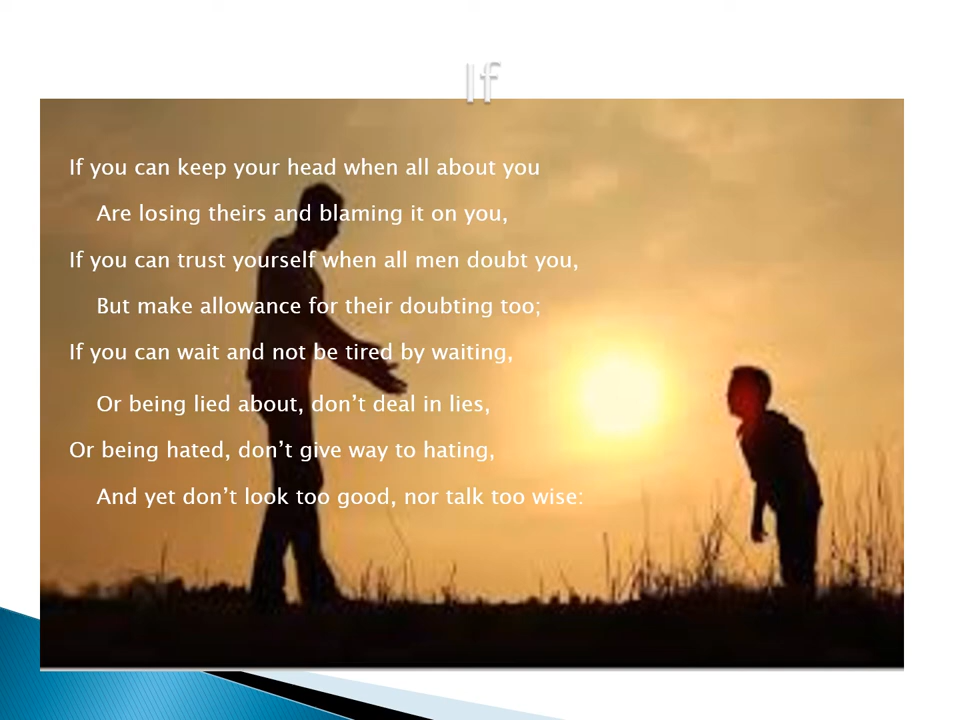 If
If you can keep your head when all about you
Are losing theirs and blaming it on you,
If you can trust yourself when all men doubt you,
But make allowance for their doubting too;
If you can wait and not be tired by waiting,
Or being lied about, don’t deal in lies,
Or being hated, don’t give way to hating,
And yet don’t look too good, nor talk too wise: